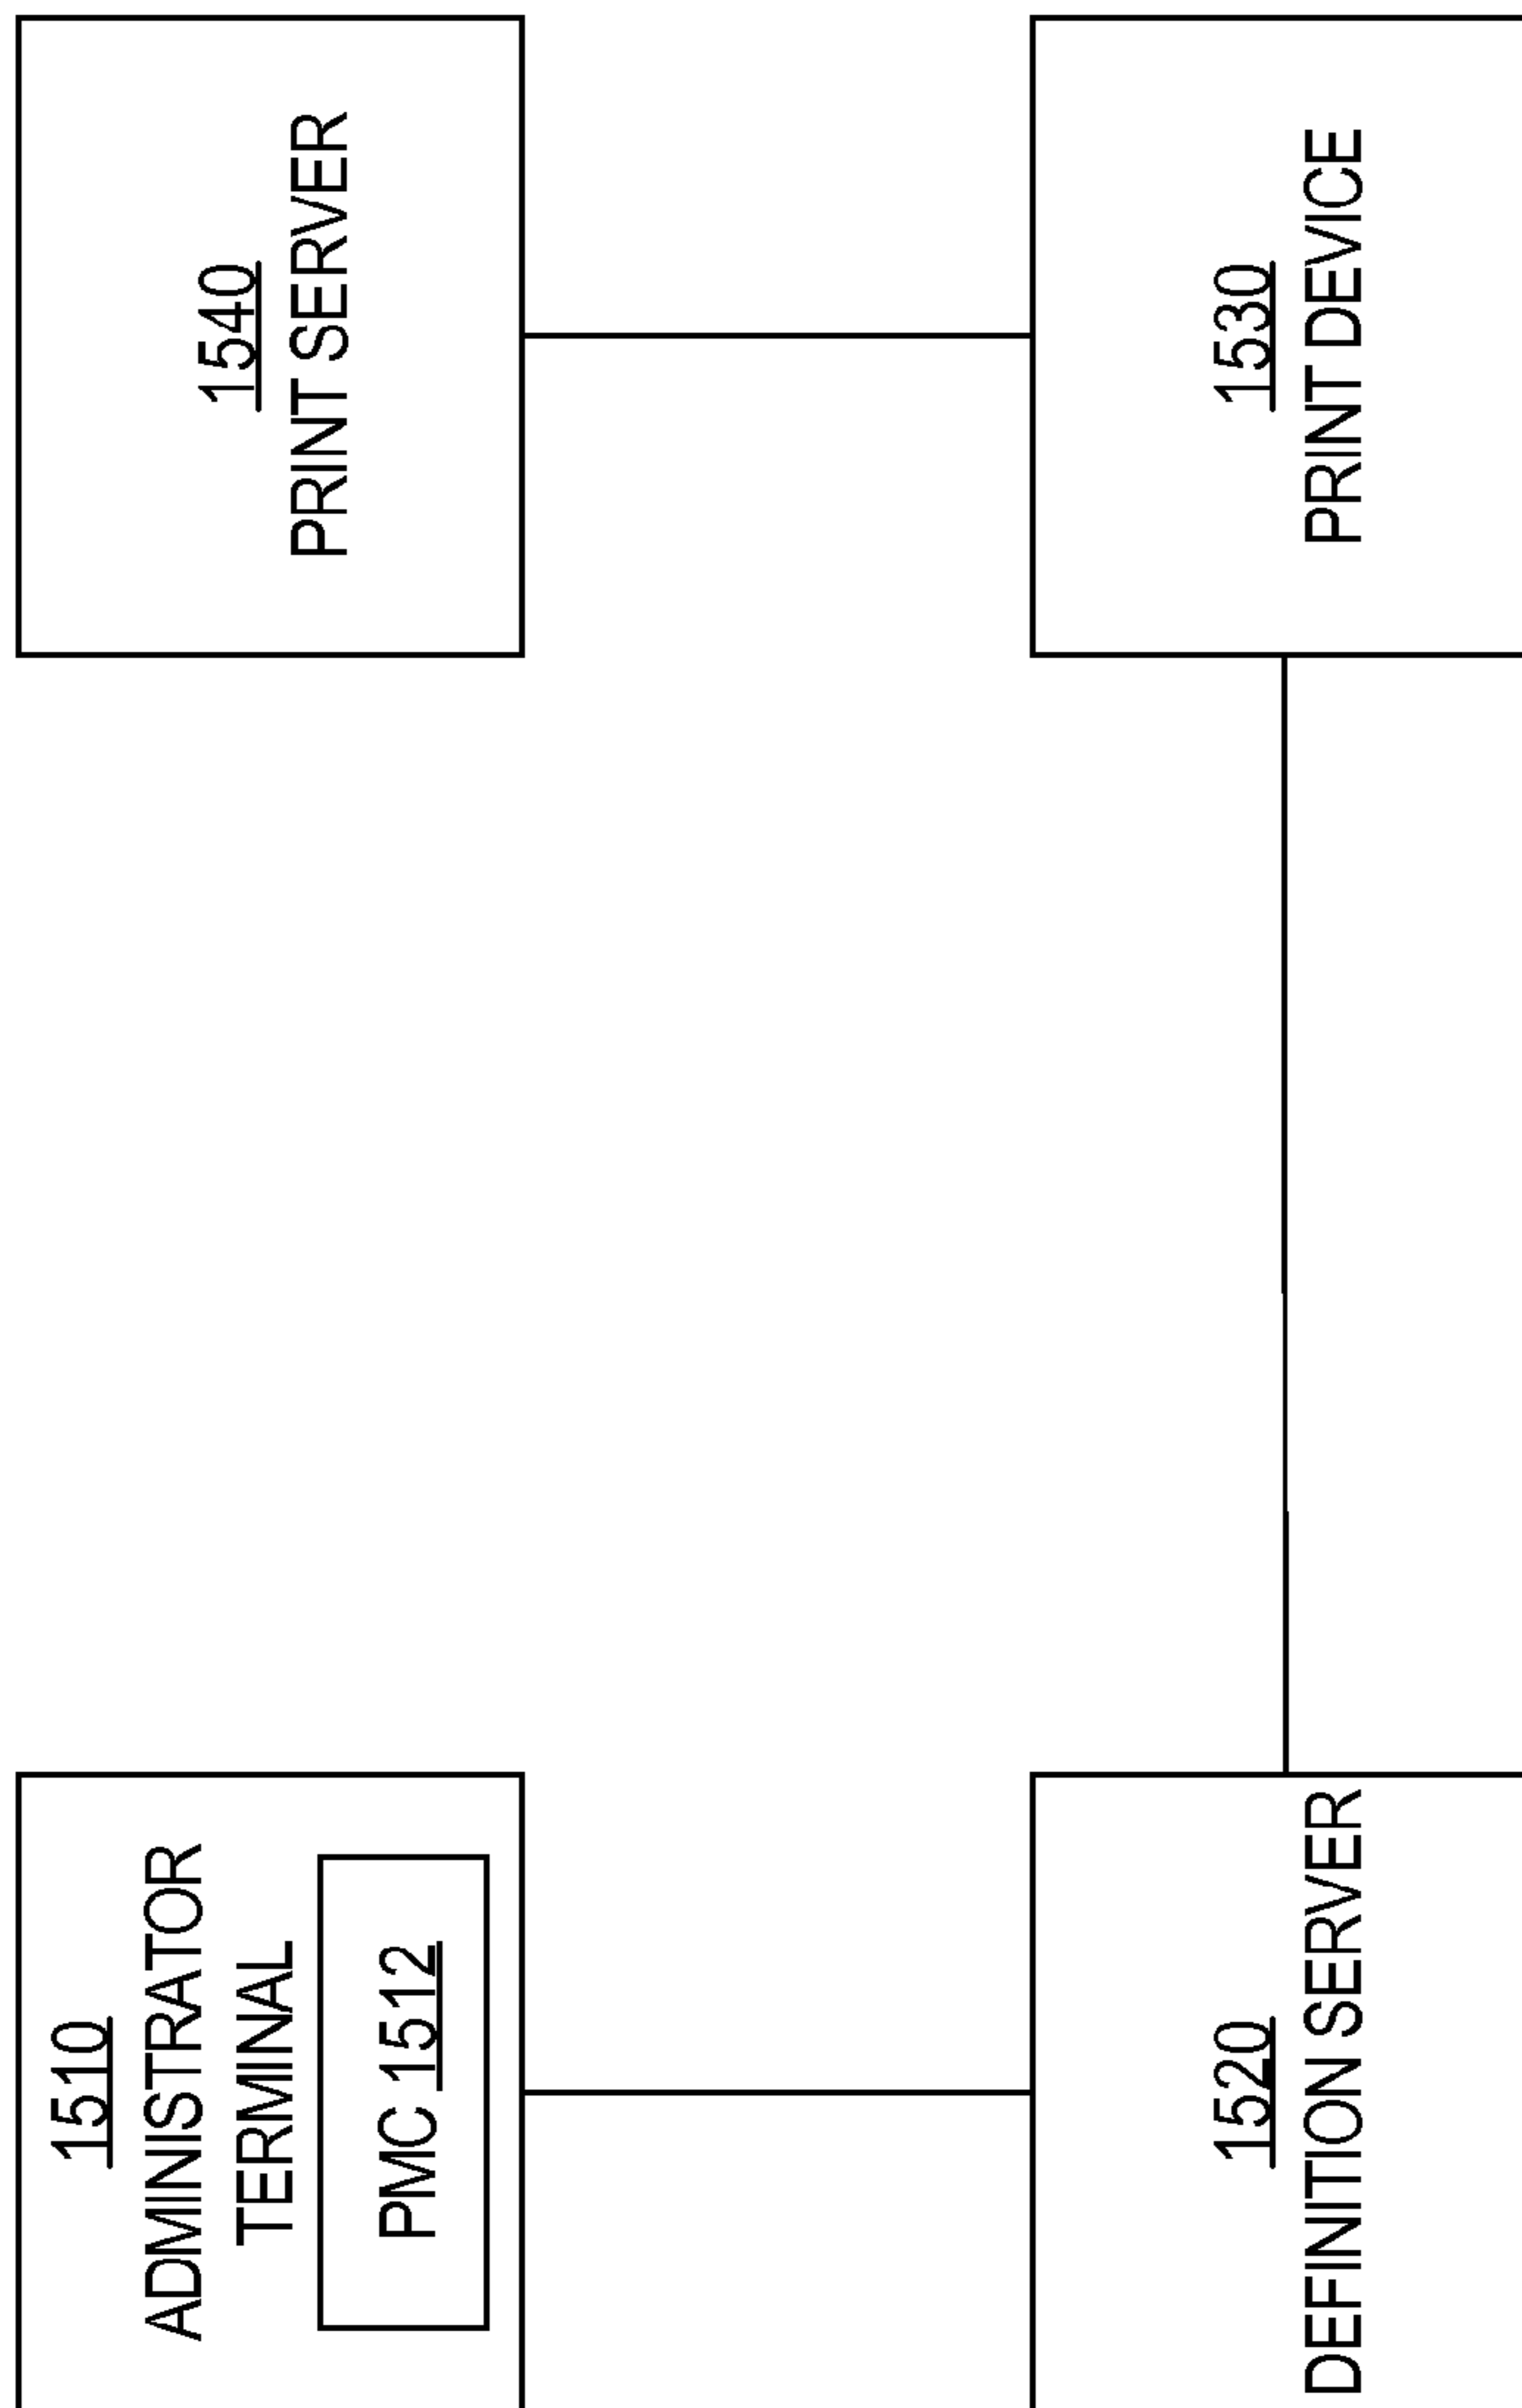 1510
ADMINISTRATOR
TERMINAL
PMC 1512
1540
PRINT SERVER
1520
DEFINITION SERVER
1530
PRINT DEVICE